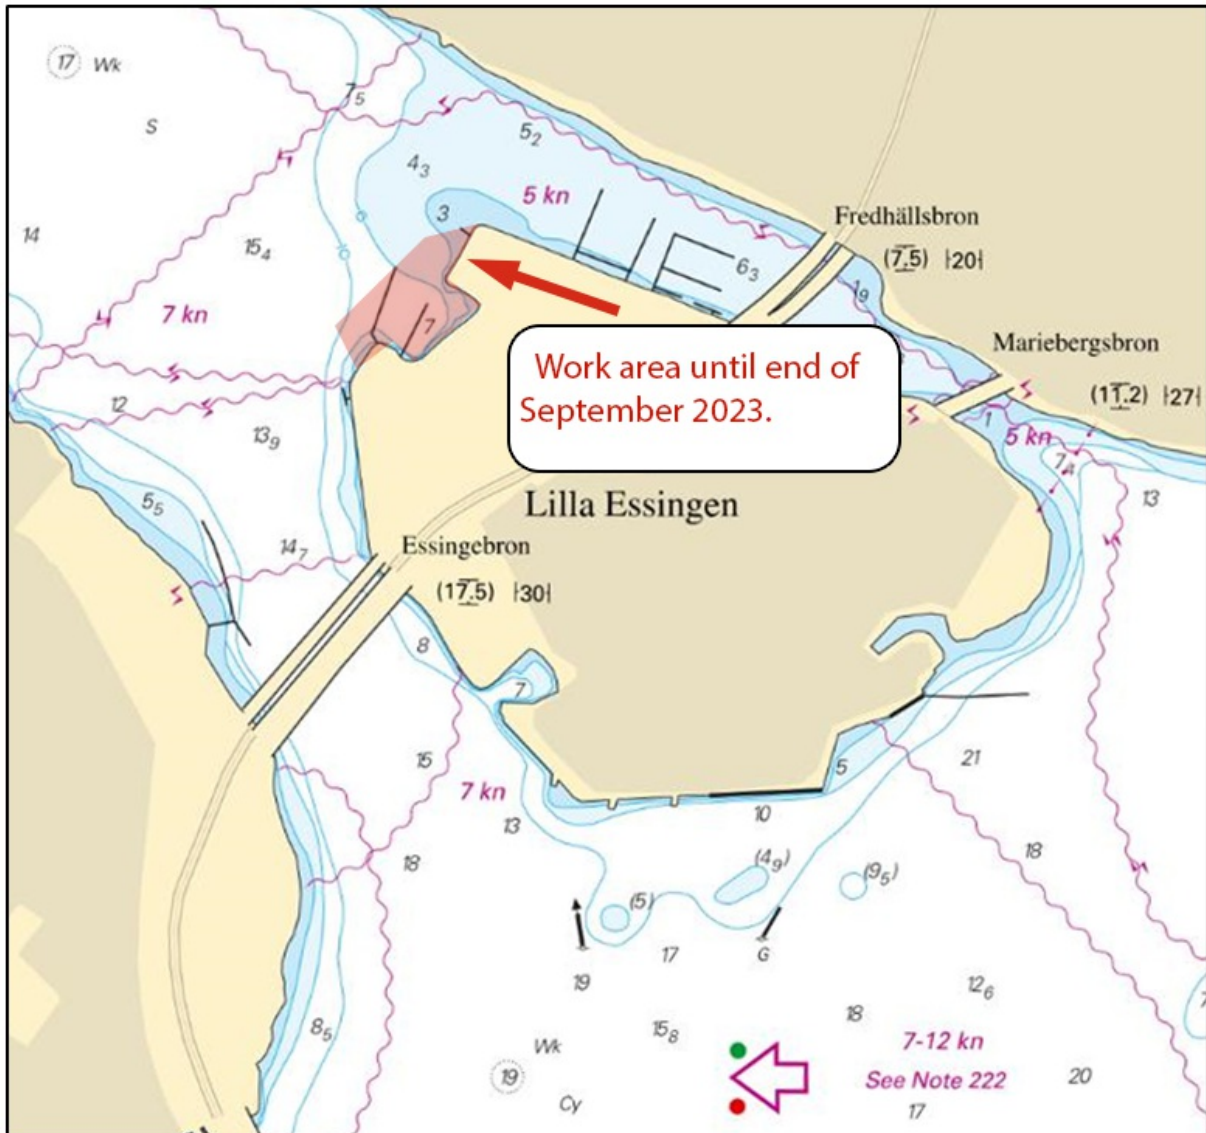 17 Wk
7₅
S
5₂
4₃
5 kn
3
Fredhällsbron
14
15₄
(7.5) 20
6₃
1₉
7 kn
7
Mariebergsbron
Work area until end of
September 2023.
12
(11.2) 27
13₉
1
5 kn
7₄
13
5₅
Lilla Essingen
14₇
Essingebron
(17.5) 30
8
7
15
21
7 kn
5
13
10
18
18
(4₉)
(9₅)
(5)
17
G
19
12₆
8₅
15₈
18
7
Wk
7-12 kn
19
See Note 222
20
Cy
17